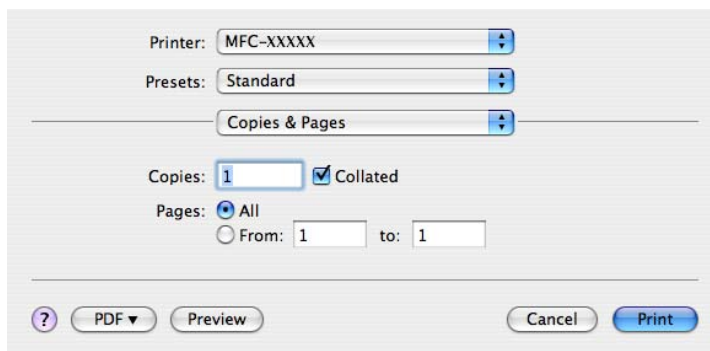 Printer: MFC-XXXXX
Presets: Standard
Copies & Pages
Copies: 1 Collated
Pages: All
From: 1 to: 1
? PDF ▼ Preview Cancel Print